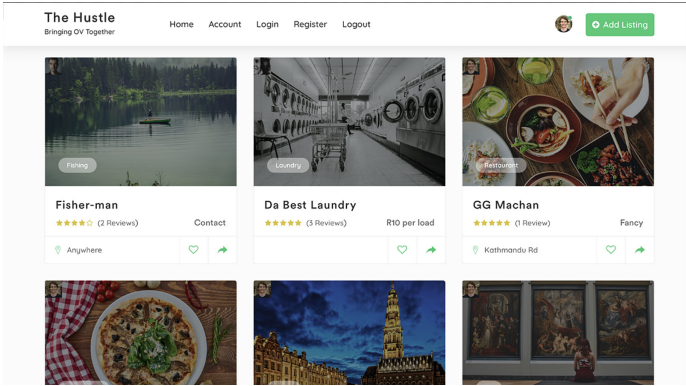 The Hustle
Bringing OV Together
Home Account Login Register Logout
Add Listing
Fishing
Laundry
Restaurant
Fisher-man
Da Best Laundry
GG Machan
(2 Reviews) Contact
(3 Reviews) R10 per load
(1 Review) Fancy
Anywhere
Kathmandu Rd